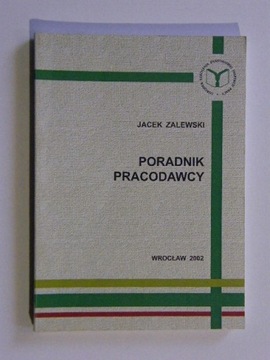 JACEK ZALEWSKI
PORADNIK
PRACODAWCY
WROCŁAW 2002